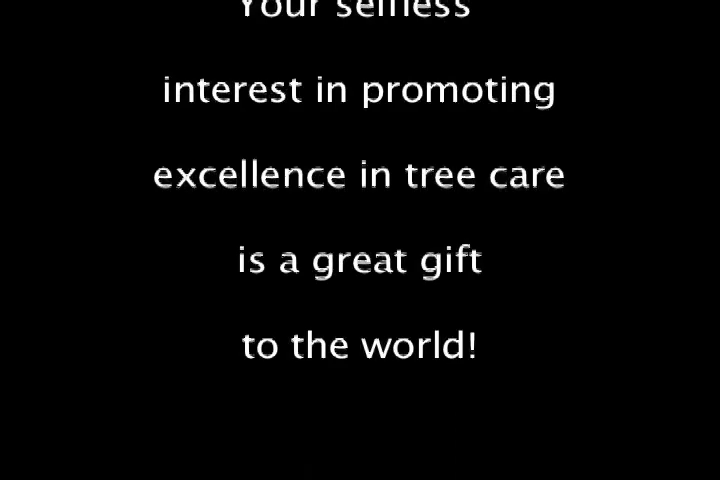 Your selfless
interest in promoting
excellence in tree care
is a great gift
to the world!